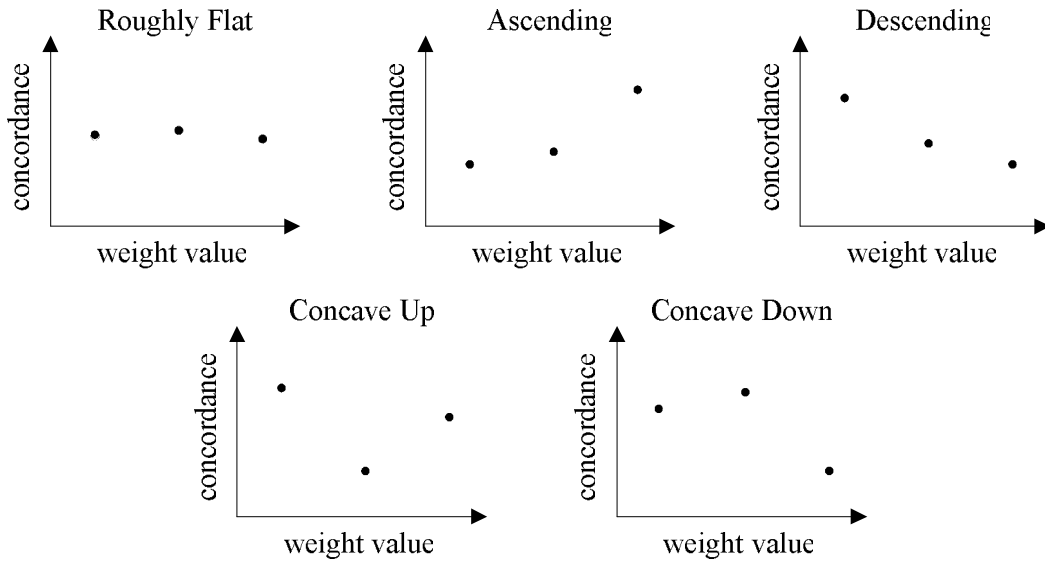 Roughly Flat
Ascending
Descending
concordance
concordance
concordance
weight value
weight value
weight value
Concave Up
Concave Down
concordance
concordance
weight value
weight value